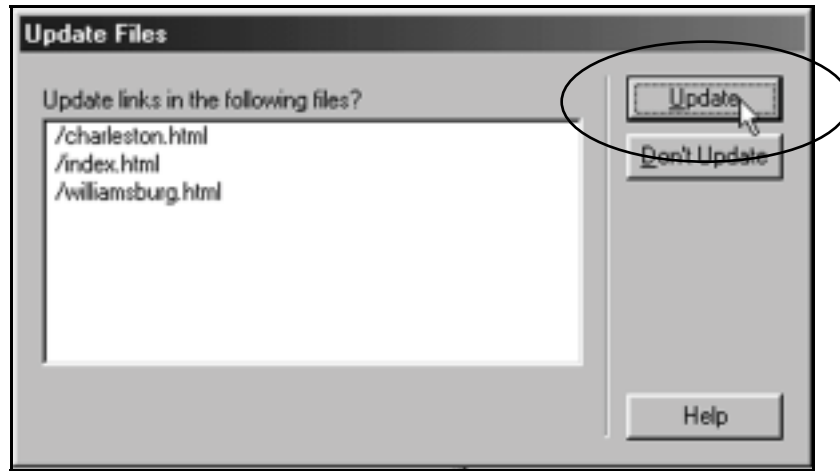 Update Files
Update links in the following files?
/charleston.html
/index.html
/williamsburg.html
Update
Don't Update
Help